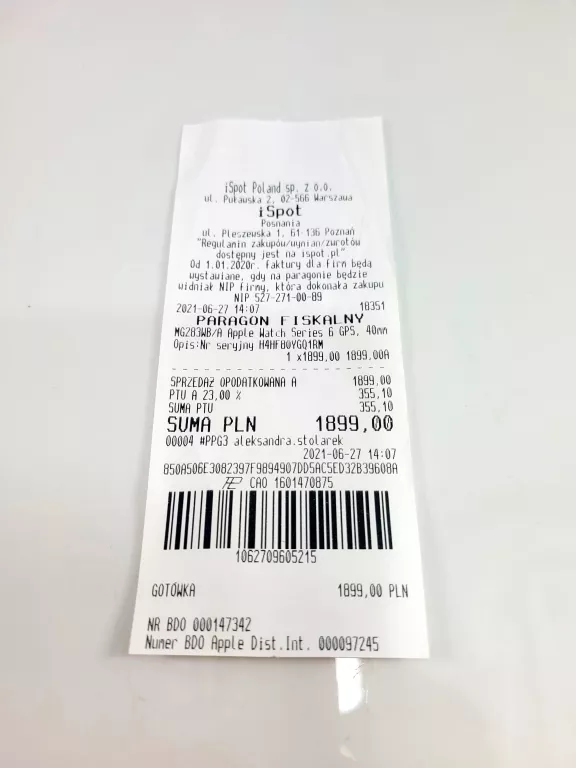 iSpot Poland sp. z o.o.
ul. Puławska 2, 02-566 Warszawa
iSpot
Posnania
ul. Pleszewska 1, 61 136 Poznań
"Regulamin zakupów/wymian/zwrotów
dostępny jest na ispot.pl"
Od 1.01.2020r. faktury dla firm będą
wystawiane, gdy na paragonie będzie
widniał NIP firmy, która dokonała zakupu
NIP 527-271-00-89
2021-06-27 14:07 18351
PARAGON FISKALNY
MG283WB/A Apple Watch Series 6 GPS, 40mm
Opis:Nr seryjny H4HF80YGQ1RM
1 x1899,00 1899,00A
SPRZEDAŻ OPODATKOWANA A 1899,00
PTU A 23,00 % 355,10
SUMA PTU 355,10
SUMA PLN 1899,00
00004 #PPG3 aleksandra.stolarek
2021-06-27 14:07
850A506E3082397F9894907DD5AC5ED32B39608A
CAO 1601470875
1062709605215
GOTÓWKA 1899,00 PLN
NR BDO 000147342
Numer BDO Apple Dist.Int. 000097245